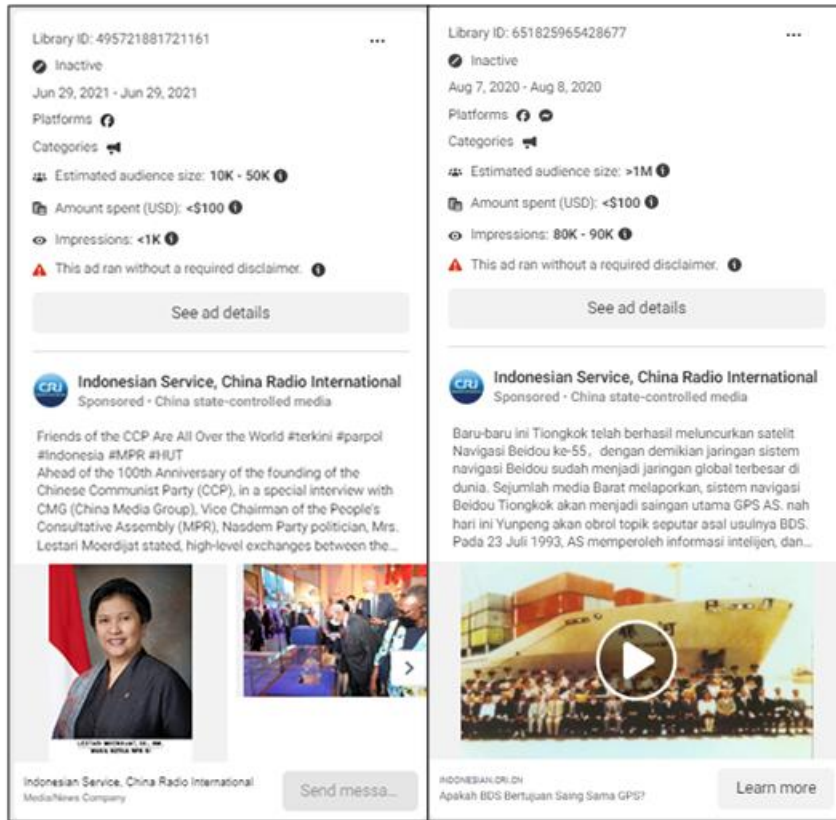 Library ID: 495721881721161
Inactive
Jun 29, 2021 - Jun 29, 2021
Platforms
Categories
Estimated audience size: 10K - 50K
Amount spent (USD): <$100
Impressions: <1K
This ad ran without a required disclaimer.
See ad details
CRI
Indonesian Service, China Radio International
Sponsored · China state-controlled media
Friends of the CCP Are All Over the World #terkini #parpol
#Indonesia #MPR #HUT
Ahead of the 100th Anniversary of the founding of the
Chinese Communist Party (CCP), in a special interview with
CMG (China Media Group), Vice Chairman of the People's
Consultative Assembly (MPR), Nasdem Party politician, Mrs.
Lestari Moerdijat stated, high-level exchanges between the...
Indonesian Service, China Radio International
Media/News Company
Send messa...
Library ID: 651825965428677
Inactive
Aug 7, 2020 - Aug 8, 2020
Platforms
Categories
Estimated audience size: >1M
Amount spent (USD): <$100
Impressions: 80K - 90K
This ad ran without a required disclaimer.
See ad details
CRI
Indonesian Service, China Radio International
Sponsored · China state-controlled media
Baru-baru ini Tiongkok telah berhasil meluncurkan satelit
Navigasi Beidou ke-55， dengan demikian jaringan sistem
navigasi Beidou sudah menjadi jaringan global terbesar di
dunia. Sejumlah media Barat melaporkan, sistem navigasi
Beidou Tiongkok akan menjadi saingan utama GPS AS. nah
hari ini Yunpeng akan obrol topik seputar asal usulnya BDS.
Pada 23 Juli 1993, AS memperoleh informasi intelijen, dan...
INDONESIAN.CRI.CN
Apakah BDS Bertujuan Saing Sama GPS?
Learn more